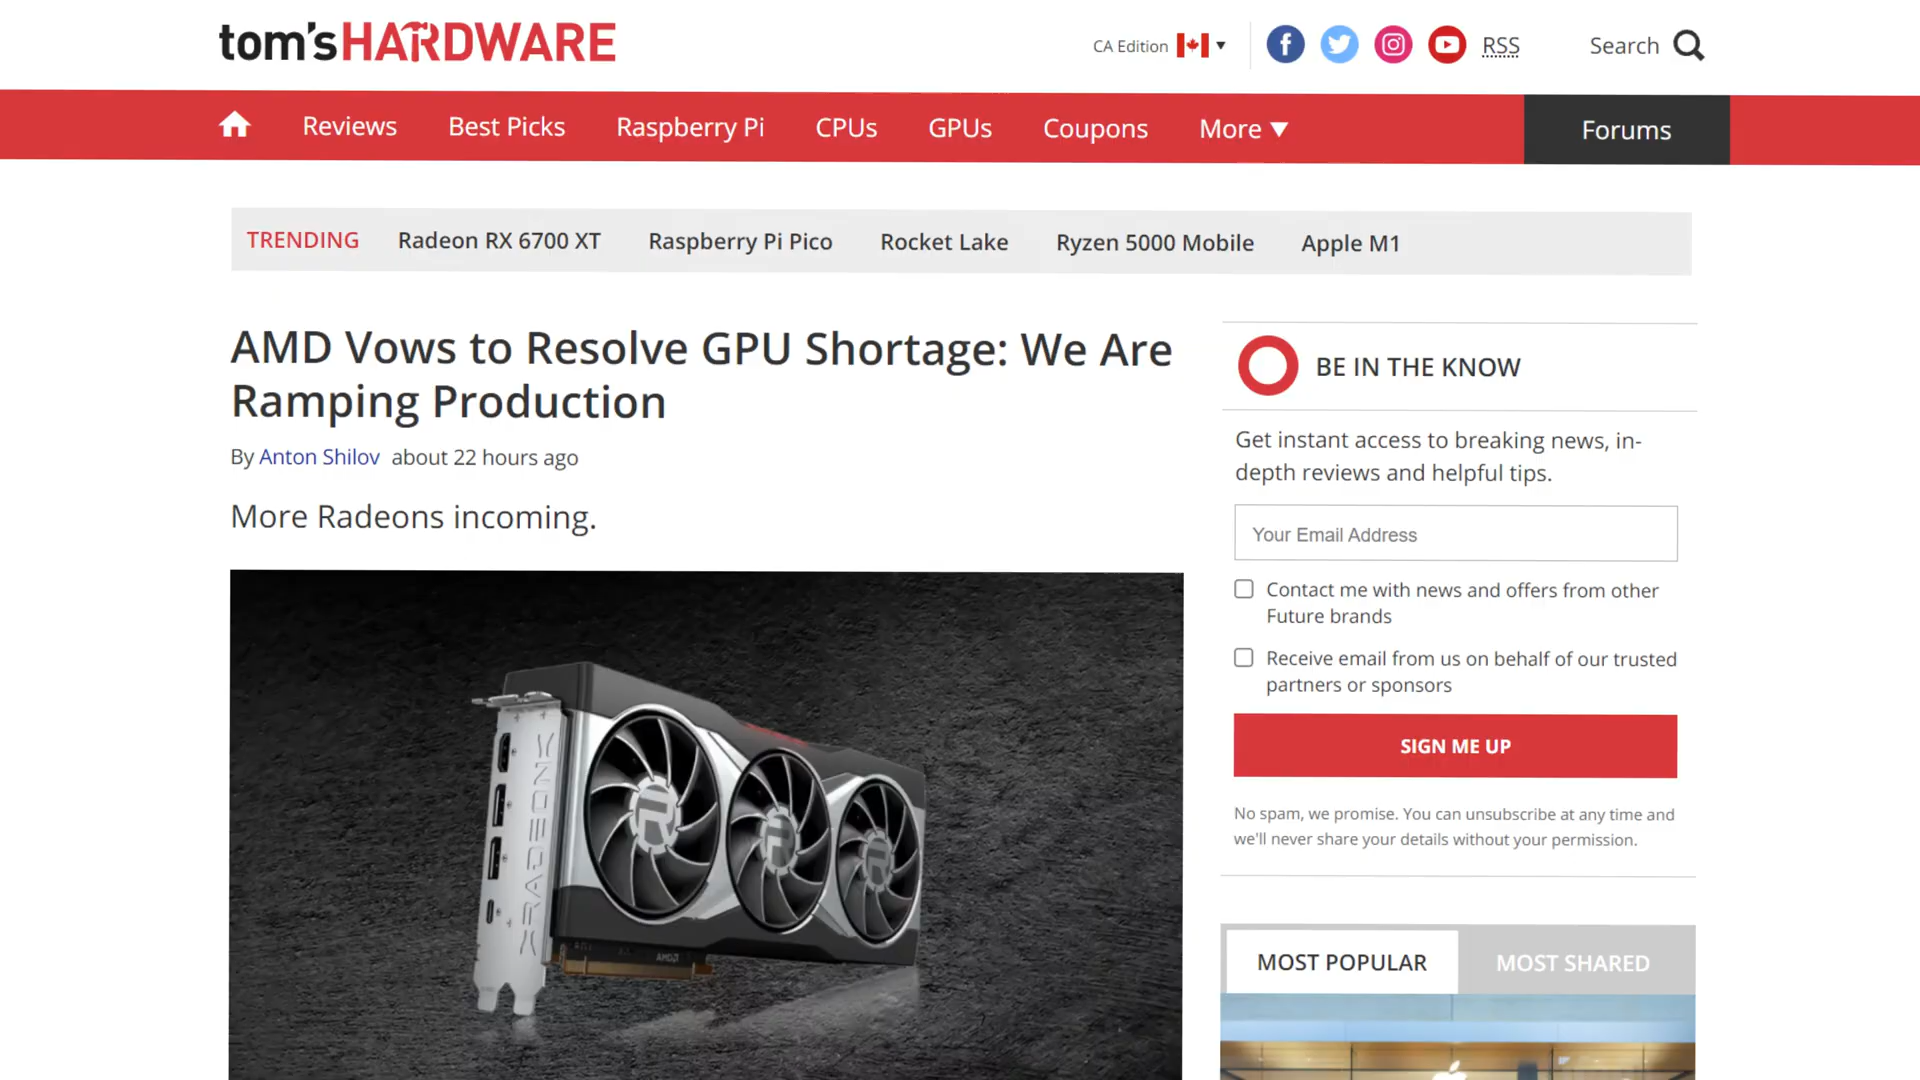 tom'sHARDWARE
CA Edition
RSS
Search
Reviews
Best Picks
Raspberry Pi
CPUs
GPUs
Coupons
More
Forums
TRENDING
Radeon RX 6700 XT
Raspberry Pi Pico
Rocket Lake
Ryzen 5000 Mobile
Apple M1
AMD Vows to Resolve GPU Shortage: We Are
Ramping Production
By Anton Shilov about 22 hours ago
More Radeons incoming.
RADEON
AMD
BE IN THE KNOW
Get instant access to breaking news, in-
depth reviews and helpful tips.
Your Email Address
Contact me with news and offers from other
Future brands
Receive email from us on behalf of our trusted
partners or sponsors
SIGN ME UP
No spam, we promise. You can unsubscribe at any time and
we'll never share your details without your permission.
MOST POPULAR
MOST SHARED